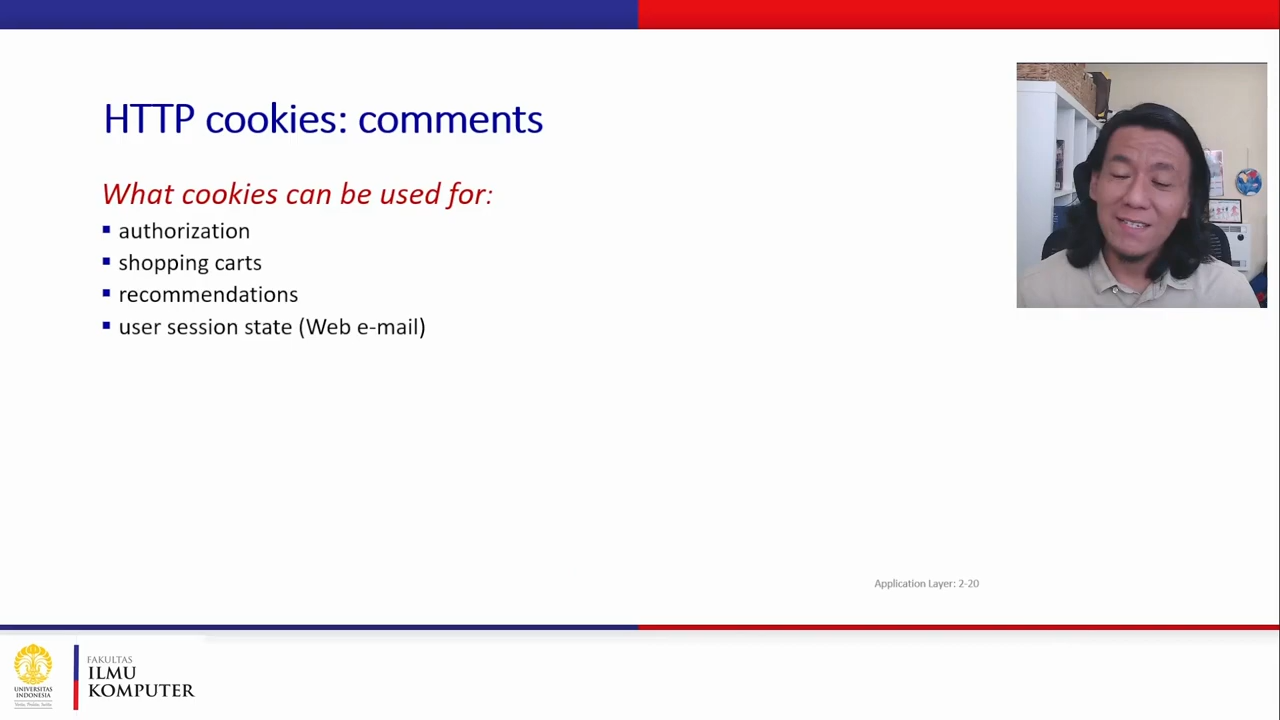 HTTP cookies: comments
What cookies can be used for:
authorization
shopping carts
recommendations
user session state (Web e-mail)
Application Layer: 2-20
UNIVERSITAS
INDONESIA
FAKULTAS
ILMU
KOMPUTER